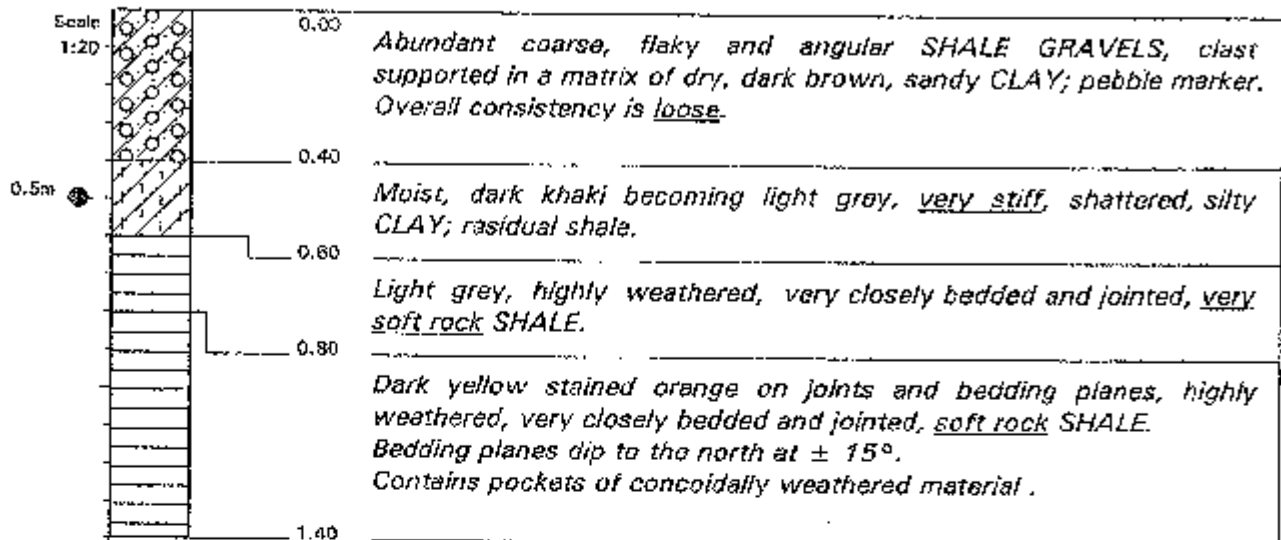 Scale
1:20
0.00
Abundant coarse, flaky and angular SHALE GRAVELS, clast
supported in a matrix of dry, dark brown, sandy CLAY; pebble marker.
Overall consistency is loose.
0.40
0.5m
Moist, dark khaki becoming light grey, very stiff, shattered, silty
CLAY; rasidual shale.
0.60
Light grey, highly weathered, very closely bedded and jointed, very
soft rock SHALE.
0.80
Dark yellow stained orange on joints and bedding planes, highly
weathered, very closely bedded and jointed, soft rock SHALE.
Bedding planes dip to the north at ± 15°.
Contains pockets of concoidally weathered material .
1.40